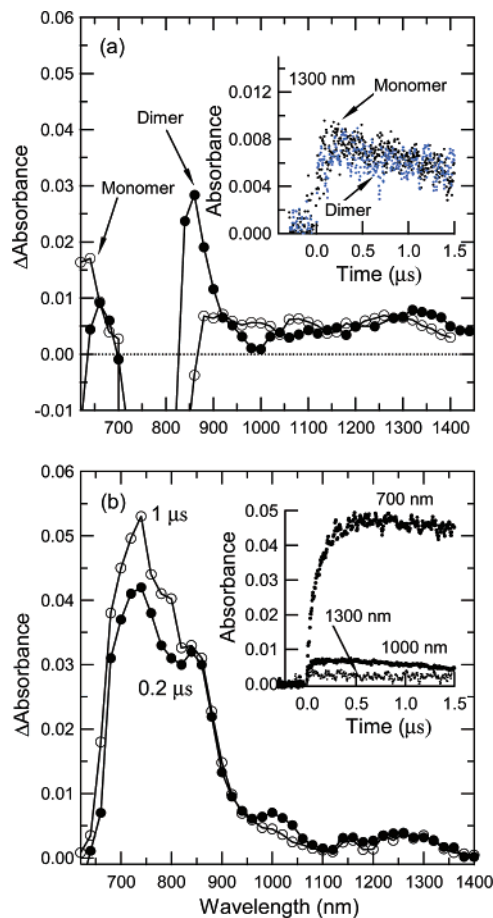 (a)
0.06
0.05
0.04
0.03
0.02
0.01
0.00
-0.01
ΔAbsorbance
Monomer
Dimer
700 800 900 1000 1100 1200 1300 1400
1300 nm
Monomer
Dimer
0.012
0.008
0.004
0.000
Absorbance
0.0 0.5 1.0 1.5
Time (μs)
(b)
0.06
0.05
0.04
0.03
0.02
0.01
0.00
ΔAbsorbance
1 μs
0.2 μs
700 800 900 1000 1100 1200 1300 1400
Wavelength (nm)
700 nm
1300 nm
1000 nm
0.05
0.04
0.03
0.02
0.01
0.00
Absorbance
0.0 0.5 1.0 1.5
Time (μs)